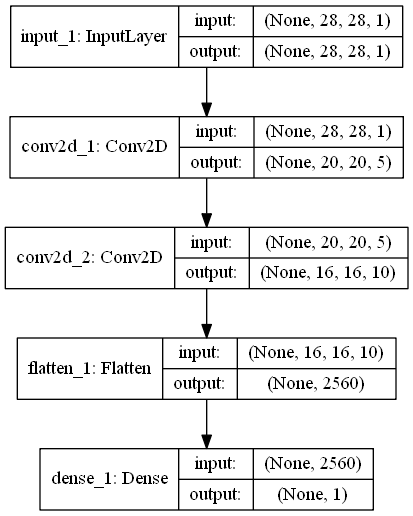 input_1: InputLayer
input:
(None, 28, 28, 1)
output:
(None, 28, 28, 1)
conv2d_1: Conv2D
input:
(None, 28, 28, 1)
output:
(None, 20, 20, 5)
conv2d_2: Conv2D
input:
(None, 20, 20, 5)
output:
(None, 16, 16, 10)
flatten_1: Flatten
input:
(None, 16, 16, 10)
output:
(None, 2560)
dense_1: Dense
input:
(None, 2560)
output:
(None, 1)